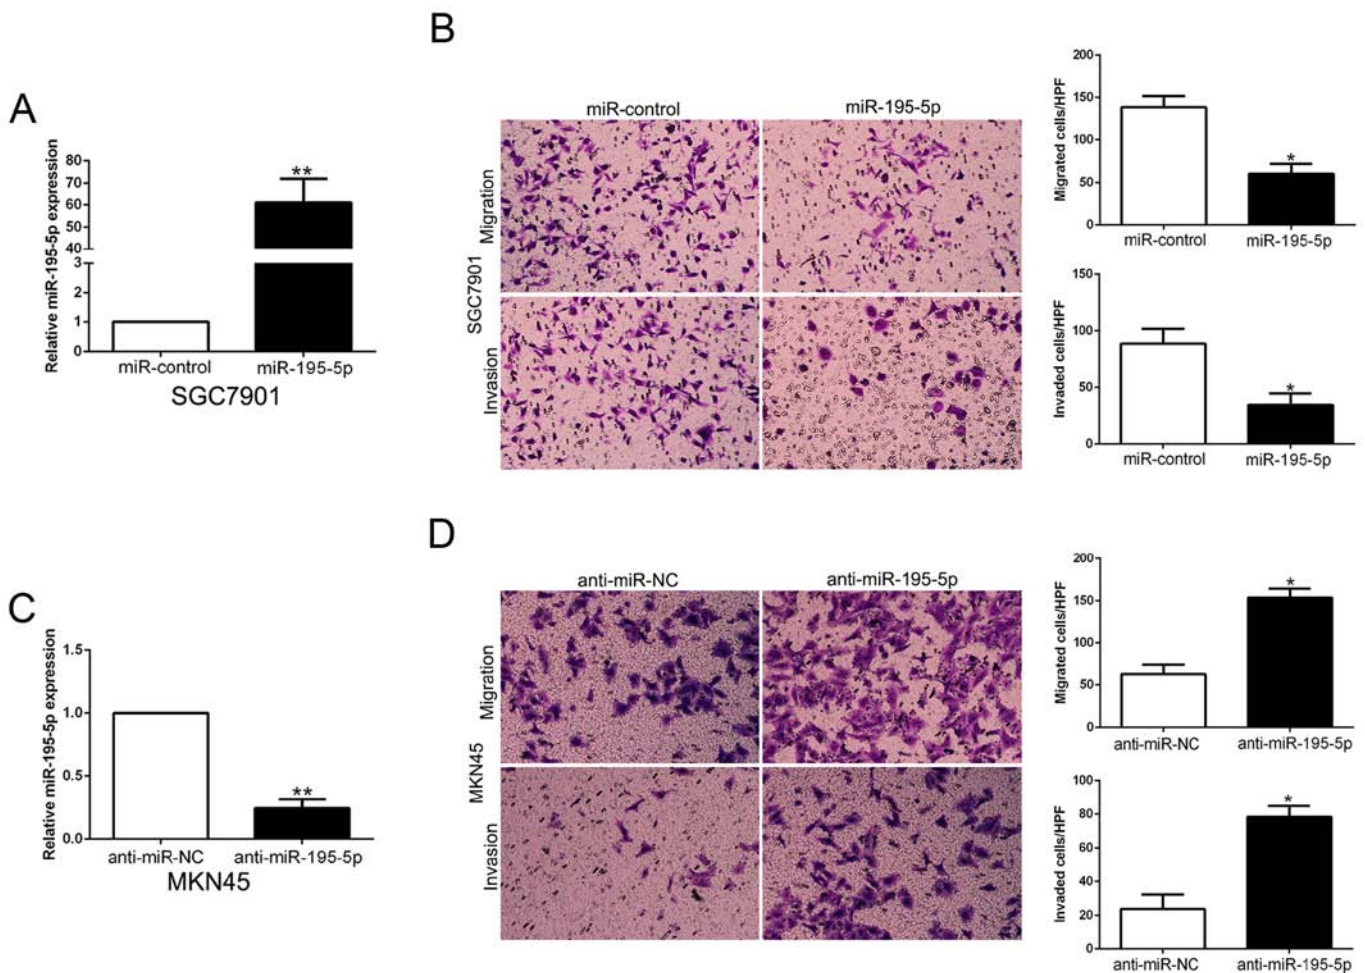 A
Relative miR-195-5p expression
80
70
60
50
40
3
2
1
0
**
miR-control
miR-195-5p
SGC7901
B
miR-control
miR-195-5p
SGC7901
Migration
Invasion
Migrated cells/HPF
200
150
100
50
0
*
miR-control
miR-195-5p
Invaded cells/HPF
150
100
50
0
*
miR-control
miR-195-5p
C
Relative miR-195-5p expression
1.5
1.0
0.5
0.0
**
anti-miR-NC
anti-miR-195-5p
MKN45
D
anti-miR-NC
anti-miR-195-5p
MKN45
Migration
Invasion
Migrated cells/HPF
200
150
100
50
0
*
anti-miR-NC
anti-miR-195-5p
Invaded cells/HPF
100
80
60
40
20
0
*
anti-miR-NC
anti-miR-195-5p